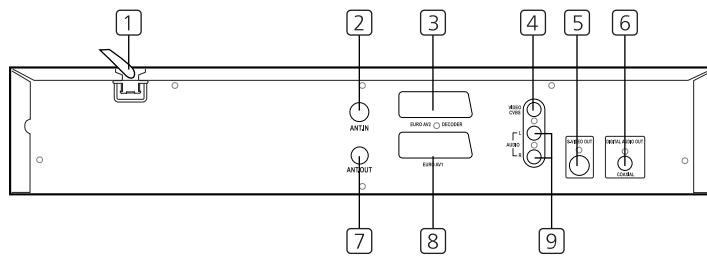 1 2 3 4 5 6
ANT.IN
ANT.OUT
EURO AV2 DECODER
EURO AV1
VIDEO
CVBS
L
AUDIO
R
S-VIDEO OUT
DIGITAL AUDIO OUT
COAXIAL
7 8 9